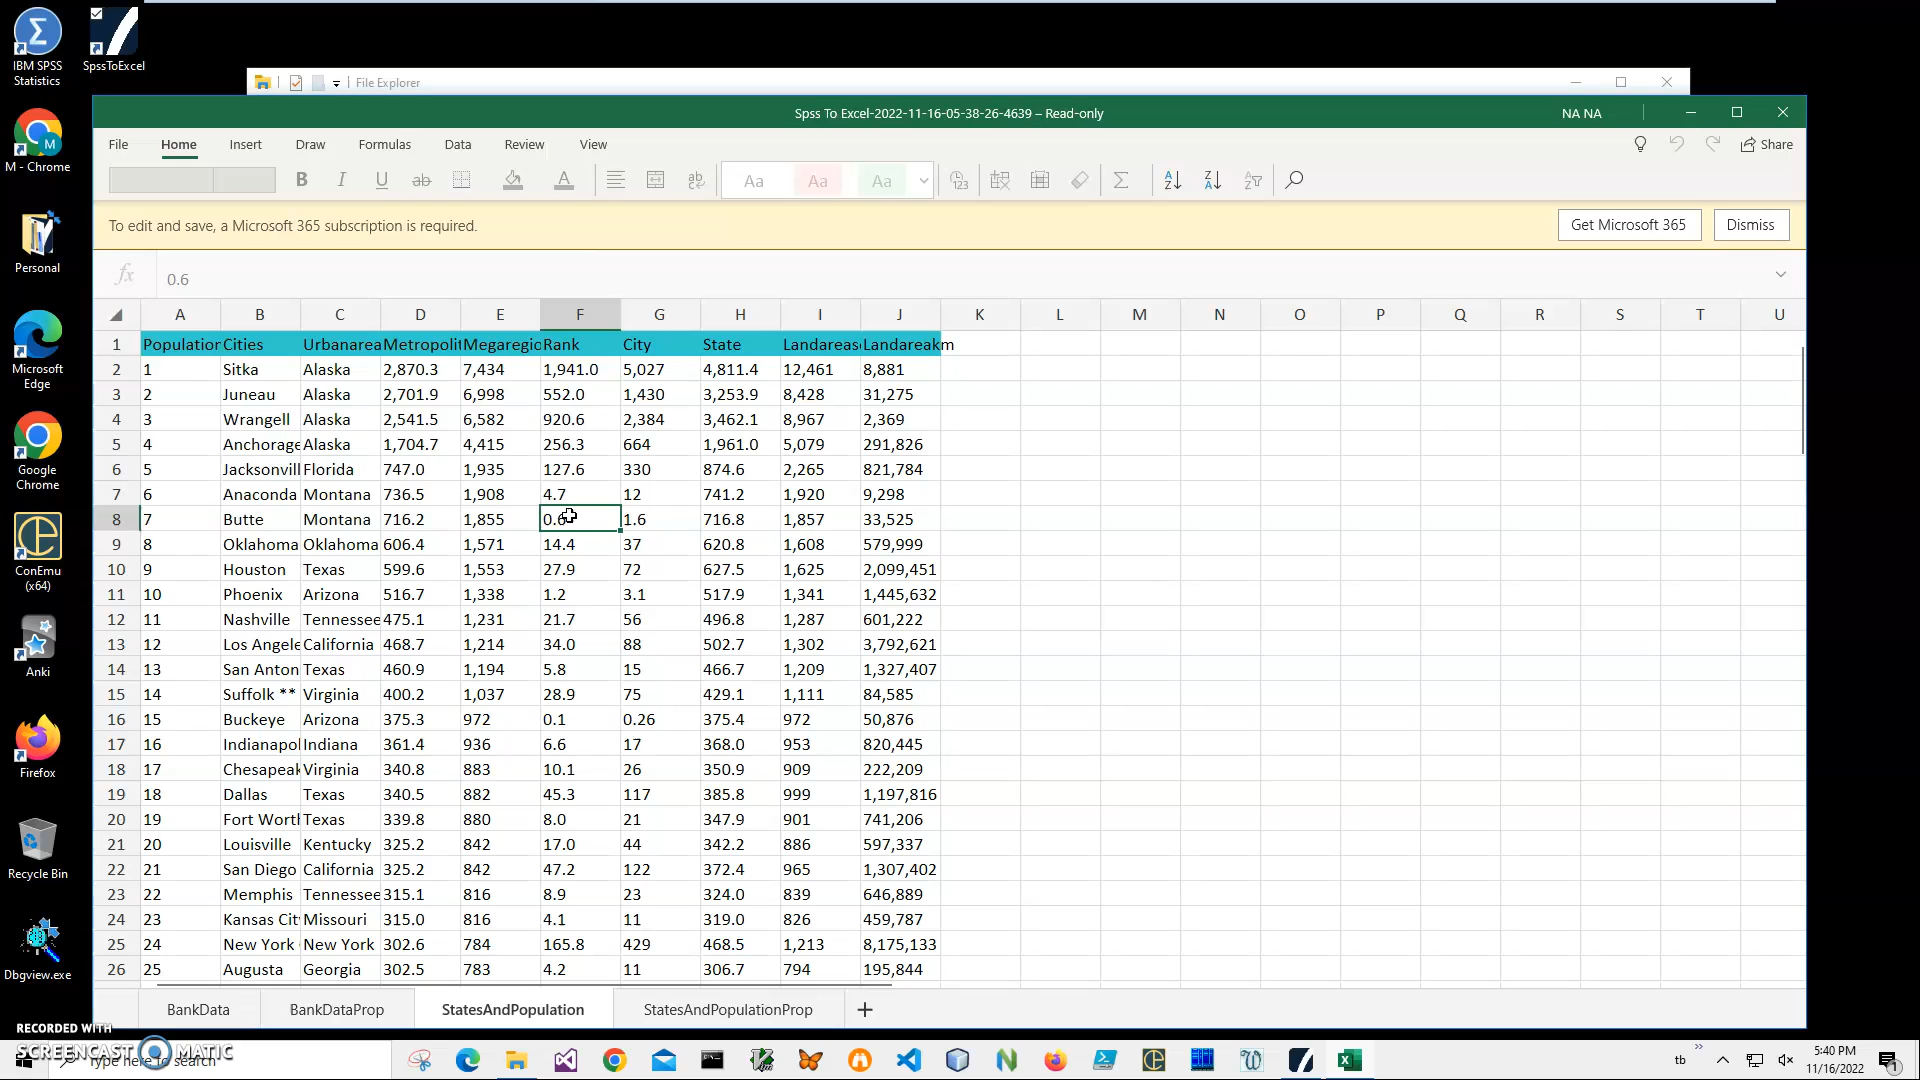 IBM SPSS
Statistics
SpssToExcel
M - Chrome
Personal
Microsoft
Edge
Google
Chrome
ConEmu
(x64)
Anki
Firefox
Recycle Bin
Dbgview.exe
File Explorer
Spss To Excel-2022-11-16-05-38-26-4639 – Read-only
NA NA
File Home Insert Draw Formulas Data Review View
Share
B I U ab
Aa Aa Aa
To edit and save, a Microsoft 365 subscription is required.
Get Microsoft 365
Dismiss
fx 0.6
A B C D E F G H I J K L M N O P Q R S T U
1 Population Cities Urbanarea Metropolit Megaregio Rank City State Landareas Landareakm
2 1 Sitka Alaska 2,870.3 7,434 1,941.0 5,027 4,811.4 12,461 8,881
3 2 Juneau Alaska 2,701.9 6,998 552.0 1,430 3,253.9 8,428 31,275
4 3 Wrangell Alaska 2,541.5 6,582 920.6 2,384 3,462.1 8,967 2,369
5 4 Anchorage Alaska 1,704.7 4,415 256.3 664 1,961.0 5,079 291,826
6 5 Jacksonvill Florida 747.0 1,935 127.6 330 874.6 2,265 821,784
7 6 Anaconda Montana 736.5 1,908 4.7 12 741.2 1,920 9,298
8 7 Butte Montana 716.2 1,855 0.6 1.6 716.8 1,857 33,525
9 8 Oklahoma Oklahoma 606.4 1,571 14.4 37 620.8 1,608 579,999
10 9 Houston Texas 599.6 1,553 27.9 72 627.5 1,625 2,099,451
11 10 Phoenix Arizona 516.7 1,338 1.2 3.1 517.9 1,341 1,445,632
12 11 Nashville Tennessee 475.1 1,231 21.7 56 496.8 1,287 601,222
13 12 Los Angele California 468.7 1,214 34.0 88 502.7 1,302 3,792,621
14 13 San Anton Texas 460.9 1,194 5.8 15 466.7 1,209 1,327,407
15 14 Suffolk ** Virginia 400.2 1,037 28.9 75 429.1 1,111 84,585
16 15 Buckeye Arizona 375.3 972 0.1 0.26 375.4 972 50,876
17 16 Indianapol Indiana 361.4 936 6.6 17 368.0 953 820,445
18 17 Chesapeak Virginia 340.8 883 10.1 26 350.9 909 222,209
19 18 Dallas Texas 340.5 882 45.3 117 385.8 999 1,197,816
20 19 Fort Wort Texas 339.8 880 8.0 21 347.9 901 741,206
21 20 Louisville Kentucky 325.2 842 17.0 44 342.2 886 597,337
22 21 San Diego California 325.2 842 47.2 122 372.4 965 1,307,402
23 22 Memphis Tennessee 315.1 816 8.9 23 324.0 839 646,889
24 23 Kansas Cit Missouri 315.0 816 4.1 11 319.0 826 459,787
25 24 New York New York 302.6 784 165.8 429 468.5 1,213 8,175,133
26 25 Augusta Georgia 302.5 783 4.2 11 306.7 794 195,844
BankData BankDataProp StatesAndPopulation StatesAndPopulationProp
RECORDED WITH
SCREENCAST MATIC
Type here to search
tb
5:40 PM
11/16/2022
1